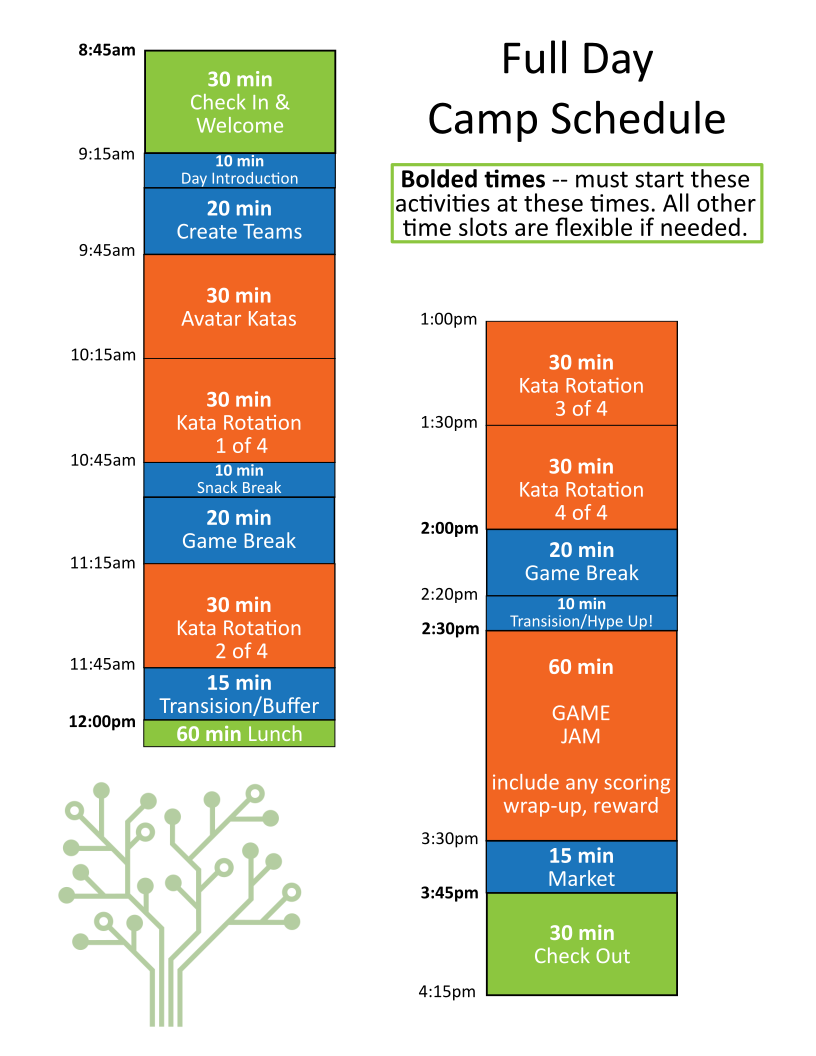 Full Day
Camp Schedule
Bolded times -- must start these
activities at these times. All other
time slots are flexible if needed.
8:45am
30 min
Check In &
Welcome
9:15am
10 min
Day Introduction
20 min
Create Teams
9:45am
30 min
Avatar Katas
10:15am
30 min
Kata Rotation
1 of 4
10:45am
10 min
Snack Break
20 min
Game Break
11:15am
30 min
Kata Rotation
2 of 4
11:45am
15 min
Transision/Buffer
12:00pm
60 min Lunch
1:00pm
30 min
Kata Rotation
3 of 4
1:30pm
30 min
Kata Rotation
4 of 4
2:00pm
20 min
Game Break
2:20pm
10 min
Transision/Hype Up!
2:30pm
60 min
GAME
JAM
include any scoring
wrap-up, reward
3:30pm
15 min
Market
3:45pm
30 min
Check Out
4:15pm